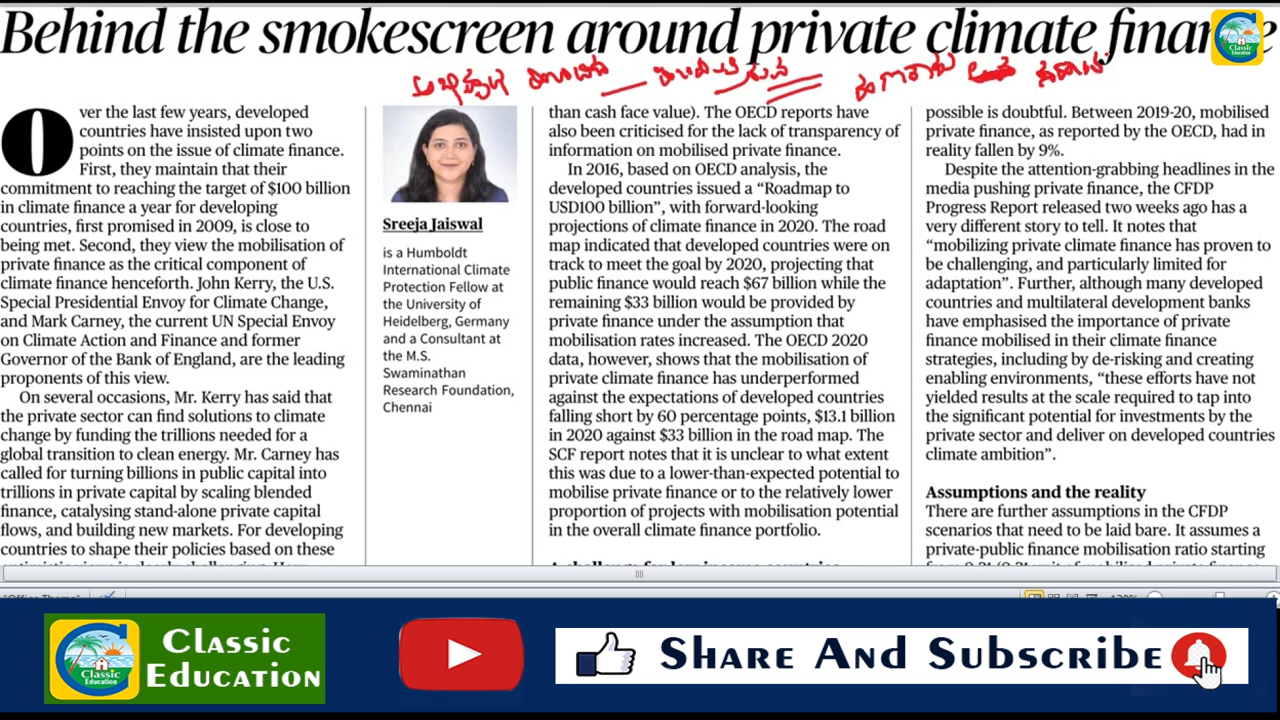 Behind the smokescreen around private climate finance
Classic
Education
Over the last few years, developed
countries have insisted upon two
points on the issue of climate finance.
First, they maintain that their
commitment to reaching the target of $100 billion
in climate finance a year for developing
countries, first promised in 2009, is close to
being met. Second, they view the mobilisation of
private finance as the critical component of
climate finance henceforth. John Kerry, the U.S.
Special Presidential Envoy for Climate Change,
and Mark Carney, the current UN Special Envoy
on Climate Action and Finance and former
Governor of the Bank of England, are the leading
proponents of this view.
On several occasions, Mr. Kerry has said that
the private sector can find solutions to climate
change by funding the trillions needed for a
global transition to clean energy. Mr. Carney has
called for turning billions in public capital into
trillions in private capital by scaling blended
finance, catalysing stand-alone private capital
flows, and building new markets. For developing
countries to shape their policies based on these
Sreeja Jaiswal
is a Humboldt
International Climate
Protection Fellow at
the University of
Heidelberg, Germany
and a Consultant at
the M.S.
Swaminathan
Research Foundation,
Chennai
than cash face value). The OECD reports have
also been criticised for the lack of transparency of
information on mobilised private finance.
In 2016, based on OECD analysis, the
developed countries issued a “Roadmap to
USD100 billion”, with forward-looking
projections of climate finance in 2020. The road
map indicated that developed countries were on
track to meet the goal by 2020, projecting that
public finance would reach $67 billion while the
remaining $33 billion would be provided by
private finance under the assumption that
mobilisation rates increased. The OECD 2020
data, however, shows that the mobilisation of
private climate finance has underperformed
against the expectations of developed countries
falling short by 60 percentage points, $13.1 billion
in 2020 against $33 billion in the road map. The
SCF report notes that it is unclear to what extent
this was due to a lower-than-expected potential to
mobilise private finance or to the relatively lower
proportion of projects with mobilisation potential
in the overall climate finance portfolio.
possible is doubtful. Between 2019-20, mobilised
private finance, as reported by the OECD, had in
reality fallen by 9%.
Despite the attention-grabbing headlines in the
media pushing private finance, the CFDP
Progress Report released two weeks ago has a
very different story to tell. It notes that
“mobilizing private climate finance has proven to
be challenging, and particularly limited for
adaptation”. Further, although many developed
countries and multilateral development banks
have emphasised the importance of private
finance mobilised in their climate finance
strategies, including by de-risking and creating
enabling environments, “these efforts have not
yielded results at the scale required to tap into
the significant potential for investments by the
private sector and deliver on developed countries
climate ambition”.
Assumptions and the reality
There are further assumptions in the CFDP
scenarios that need to be laid bare. It assumes a
private-public finance mobilisation ratio starting
Classic
Education
Classic
Education
Share And Subscribe